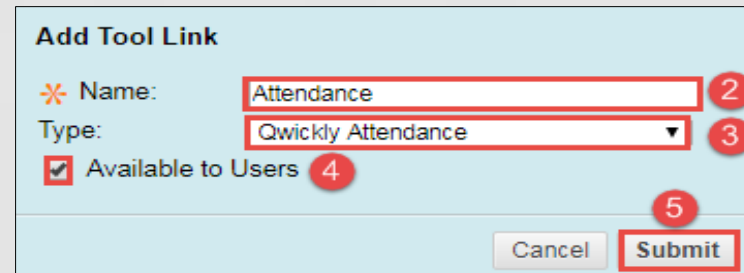 Add Tool Link
Name: Attendance 2
Type: Qwickly Attendance 3
Available to Users 4
5
Cancel Submit